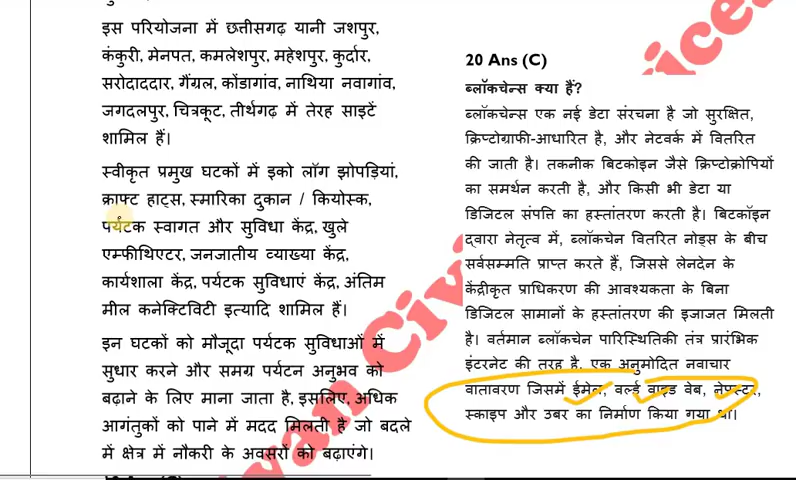 इस परियोजना में छत्तीसगढ़ यानी जशपुर,
कंकुरी, मेनपत, कमलेशपुर, महेशपुर, कुर्दार,
सरोदाददार, गैंग्रल, कोंडागांव, नाथिया नवागांव,
जगदलपुर, चित्रकूट, तीर्थगढ़ में तेरह साइटें
शामिल हैं।
स्वीकृत प्रमुख घटकों में इको लॉग झोपड़ियां,
क्राफ्ट हाट्स, स्मारिका दुकान / कियोस्क,
पर्यटक स्वागत और सुविधा केंद्र, खुले
एम्फीथिएटर, जनजातीय व्याख्या केंद्र,
कार्यशाला केंद्र, पर्यटक सुविधाएं केंद्र, अंतिम
मील कनेक्टिविटी इत्यादि शामिल हैं।
इन घटकों को मौजूदा पर्यटक सुविधाओं में
सुधार करने और समग्र पर्यटन अनुभव को
बढ़ाने के लिए माना जाता है, इसलिए, अधिक
आगंतुकों को पाने में मदद मिलती है जो बदले
में क्षेत्र में नौकरी के अवसरों को बढ़ाएंगे।
20 Ans (C)
ब्लॉकचेन्स क्या हैं?
ब्लॉकचेन्स एक नई डेटा संरचना है जो सुरक्षित,
क्रिप्टोग्राफी-आधारित है, और नेटवर्क में वितरित
की जाती है। तकनीक बिटकोइन जैसे क्रिप्टोक्रोपियों
का समर्थन करती है, और किसी भी डेटा या
डिजिटल संपत्ति का हस्तांतरण करती है। बिटकॉइन
द्वारा नेतृत्व में, ब्लॉकचेन वितरित नोड्स के बीच
सर्वसम्मति प्राप्त करते हैं, जिससे लेनदेन के
केंद्रीकृत प्राधिकरण की आवश्यकता के बिना
डिजिटल सामानों के हस्तांतरण की इजाजत मिलती
है। वर्तमान ब्लॉकचेन पारिस्थितिकी तंत्र प्रारंभिक
इंटरनेट की तरह है, एक अनुमोदित नवाचार
वातावरण जिसमें ईमेल, वर्ल्ड वाइड वेब, नेपस्टर,
स्काइप और उबर का निर्माण किया गया था।